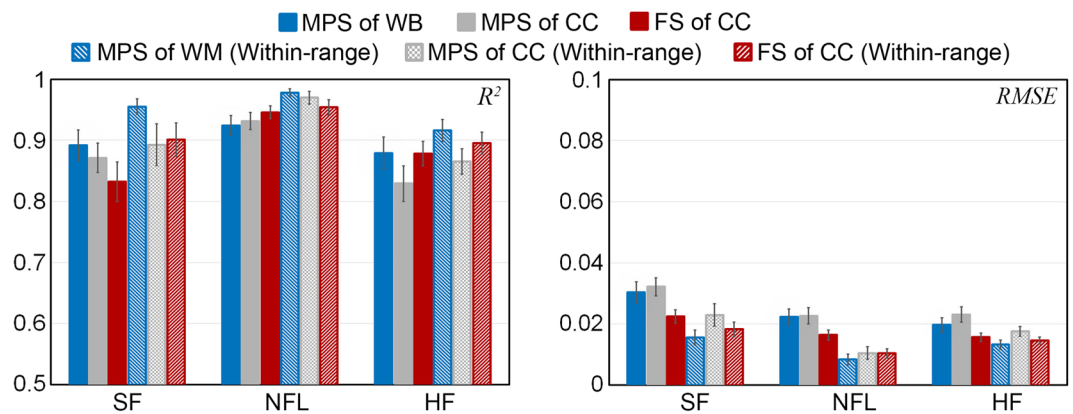 MPS of WB MPS of CC FS of CC
MPS of WM (Within-range) MPS of CC (Within-range) FS of CC (Within-range)
R²
1
0.9
0.8
0.7
0.6
0.5
SF NFL HF
RMSE
0.1
0.08
0.06
0.04
0.02
0
SF NFL HF